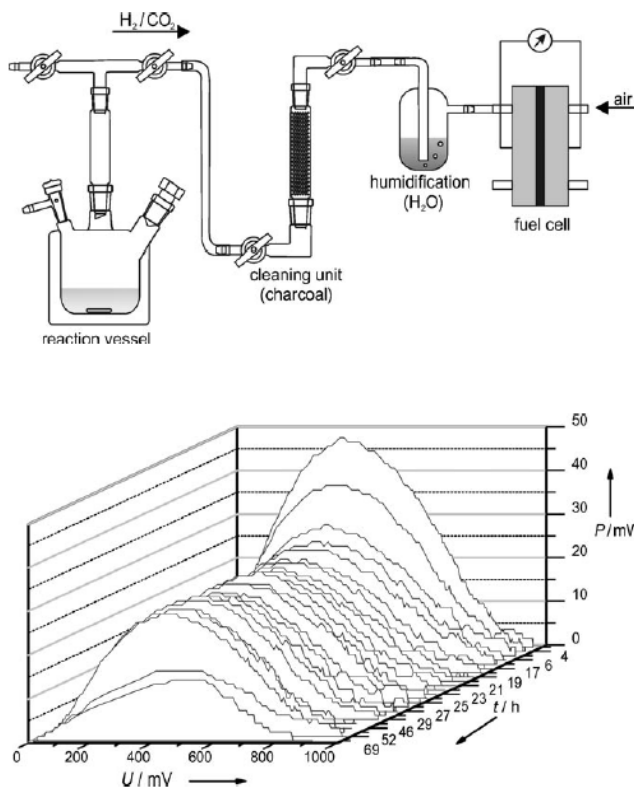 H2/CO2
air
humidification
(H2O)
fuel cell
cleaning unit
(charcoal)
reaction vessel
50
40
30
20
10
0
P/mW
4
6
17
19
21
23
25
27
29
46
52
69
t/h
0
200
400
600
800
1000
U/mV